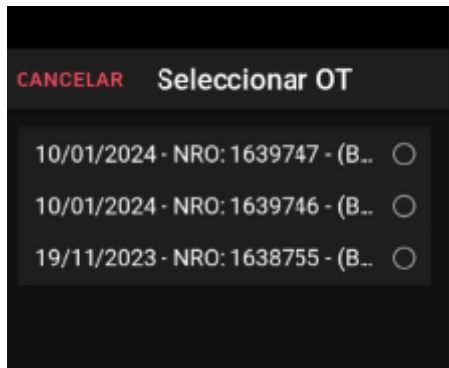 CANCELAR Seleccionar OT
10/01/2024 - NRO: 1639747 - (B...
10/01/2024 - NRO: 1639746 - (B...
19/11/2023 - NRO: 1638755 - (B...